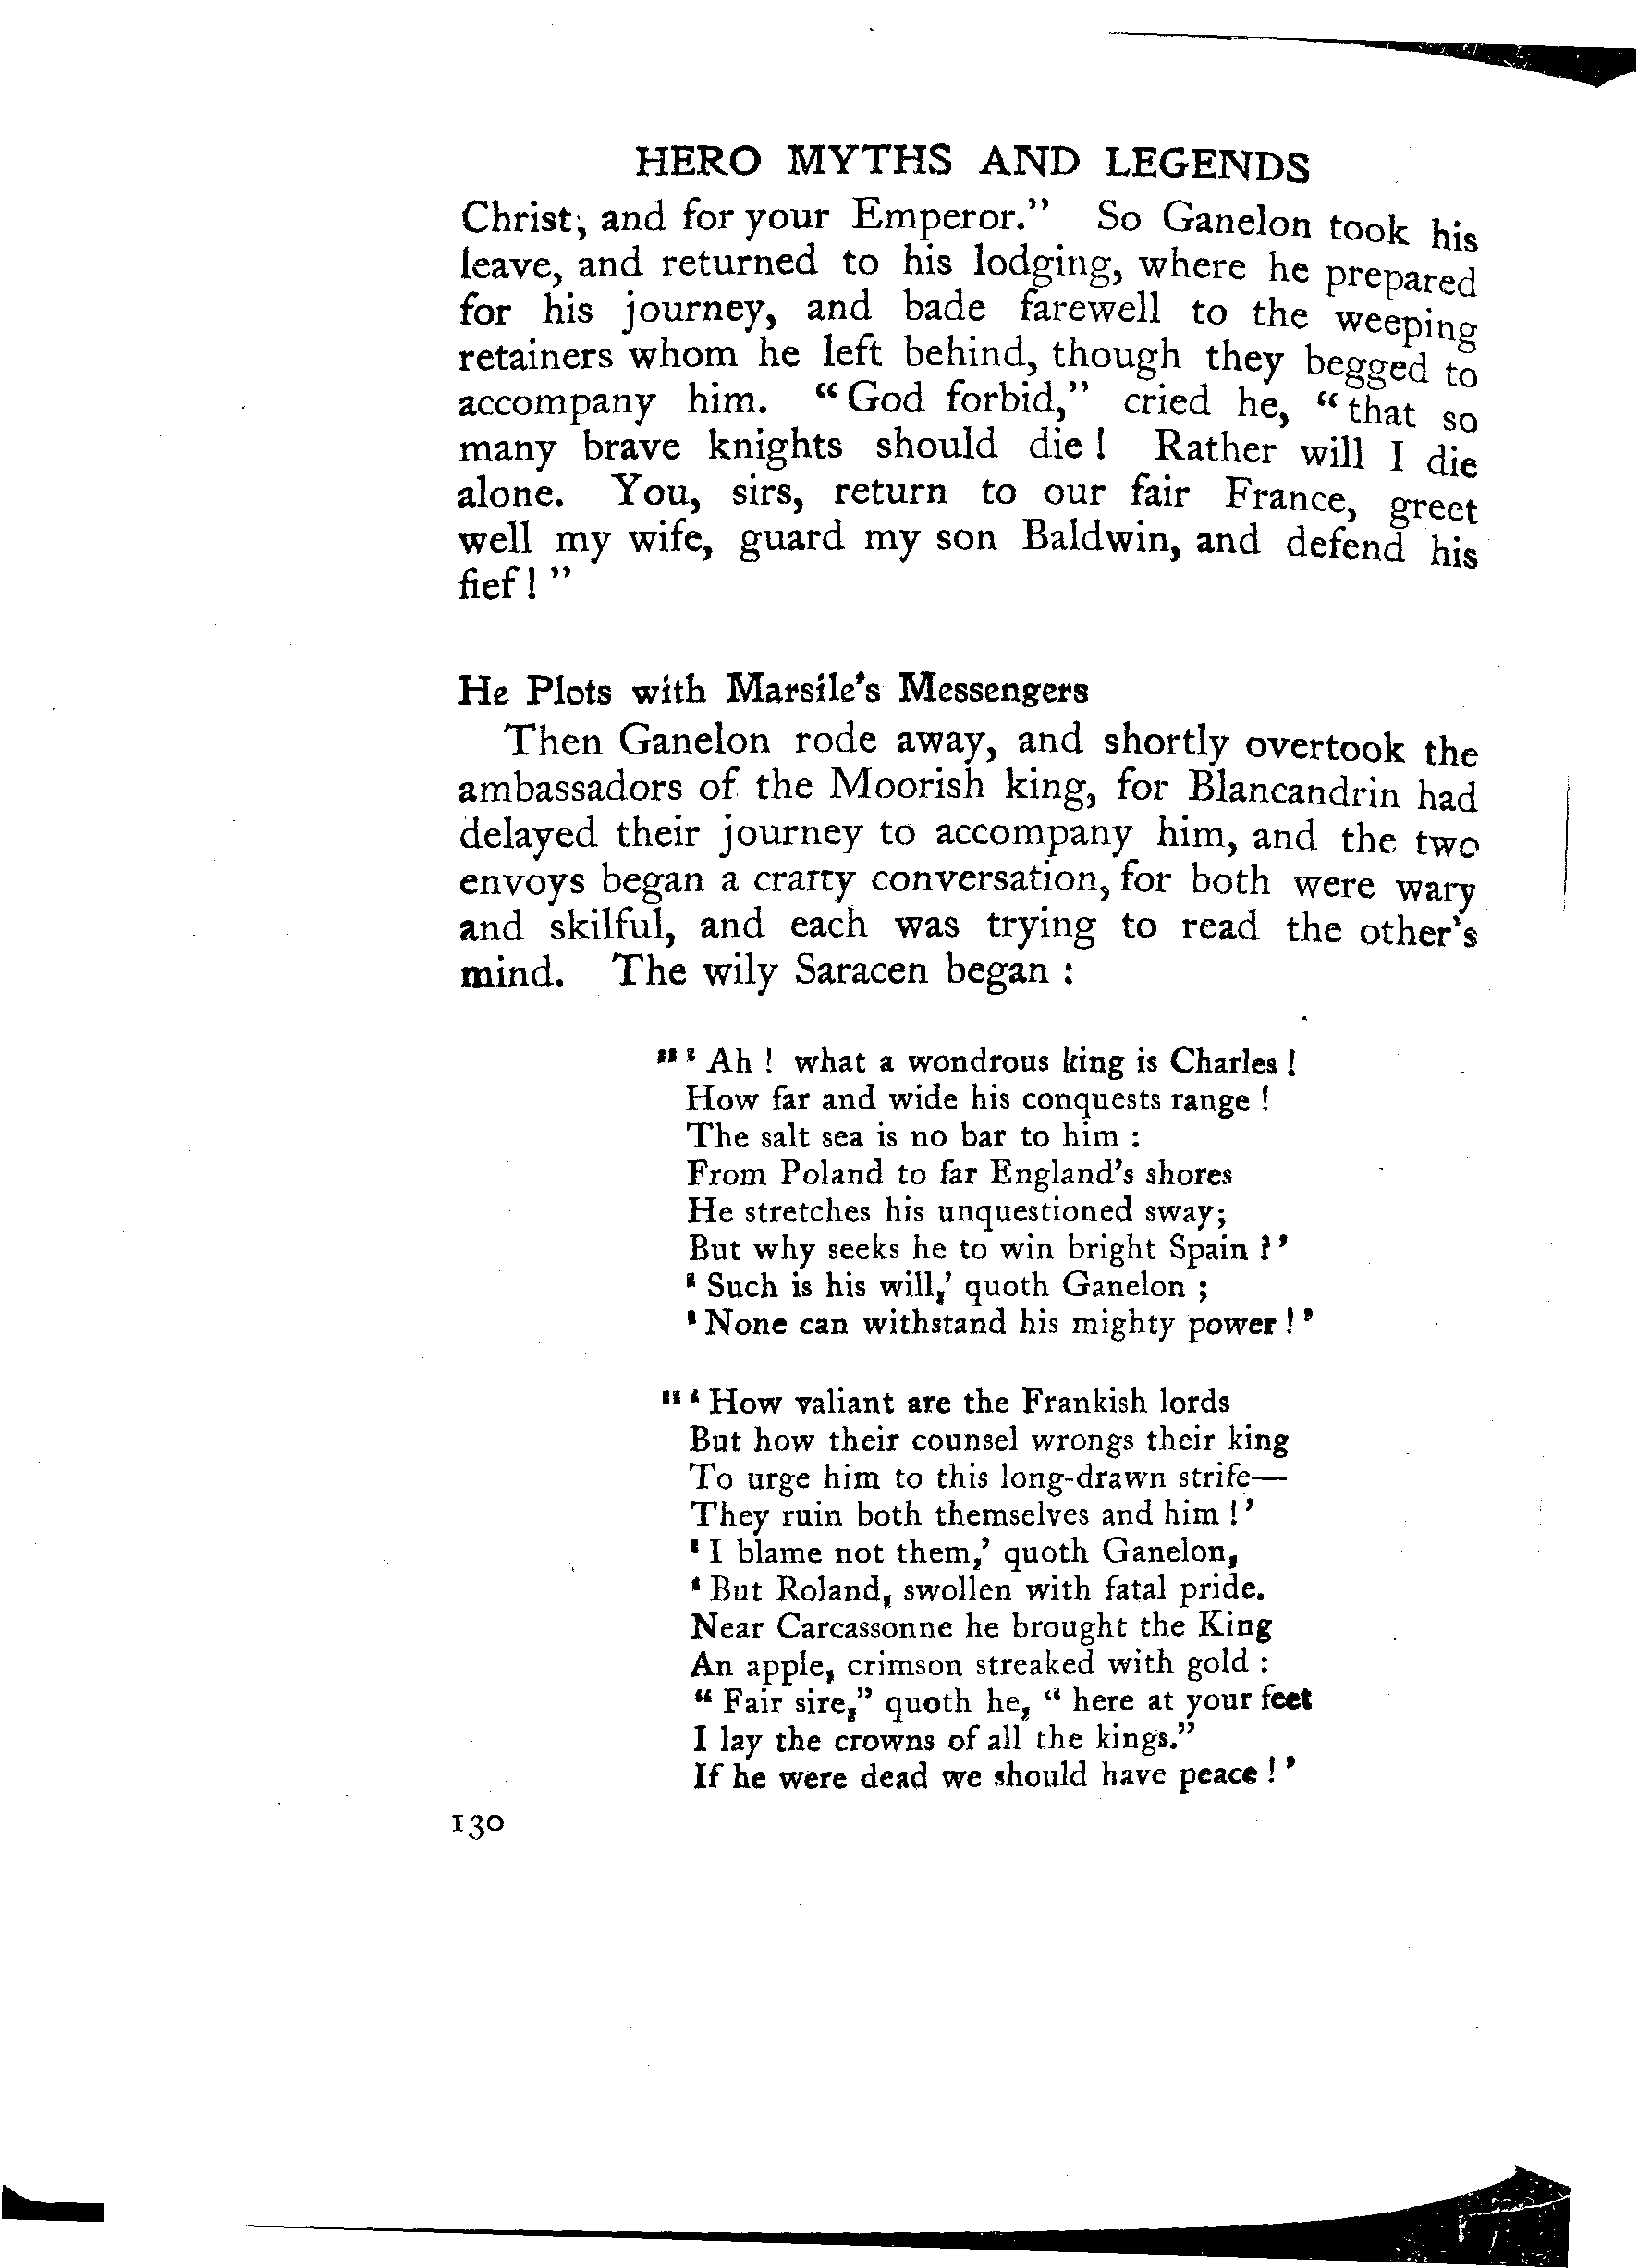 HERO MYTHS AND LEGENDS
Christ, and for your Emperor.” So Ganelon took his
leave, and returned to his lodging, where he prepared
for his journey, and bade farewell to the weeping
retainers whom he left behind, though they begged to
accompany him. “God forbid,” cried he, “that so
many brave knights should die! Rather will I die
alone. You, sirs, return to our fair France, greet
well my wife, guard my son Baldwin, and defend his
fief!”
He Plots with Marsile's Messengers
Then Ganelon rode away, and shortly overtook the
ambassadors of the Moorish king, for Blancandrin had
delayed their journey to accompany him, and the two
envoys began a crafty conversation, for both were wary
and skilful, and each was trying to read the other's
mind. The wily Saracen began :
“‘Ah! what a wondrous king is Charles!
How far and wide his conquests range!
The salt sea is no bar to him :
From Poland to far England's shores
He stretches his unquestioned sway;
But why seeks he to win bright Spain?’
‘Such is his will,’ quoth Ganelon ;
‘None can withstand his mighty power!’
“‘How valiant are the Frankish lords
But how their counsel wrongs their king
To urge him to this long-drawn strife—
They ruin both themselves and him!’
‘I blame not them,’ quoth Ganelon,
‘But Roland, swollen with fatal pride.
Near Carcassonne he brought the King
An apple, crimson streaked with gold :
“Fair sire,” quoth he, “here at your feet
I lay the crowns of all the kings.”
If he were dead we should have peace!’
130